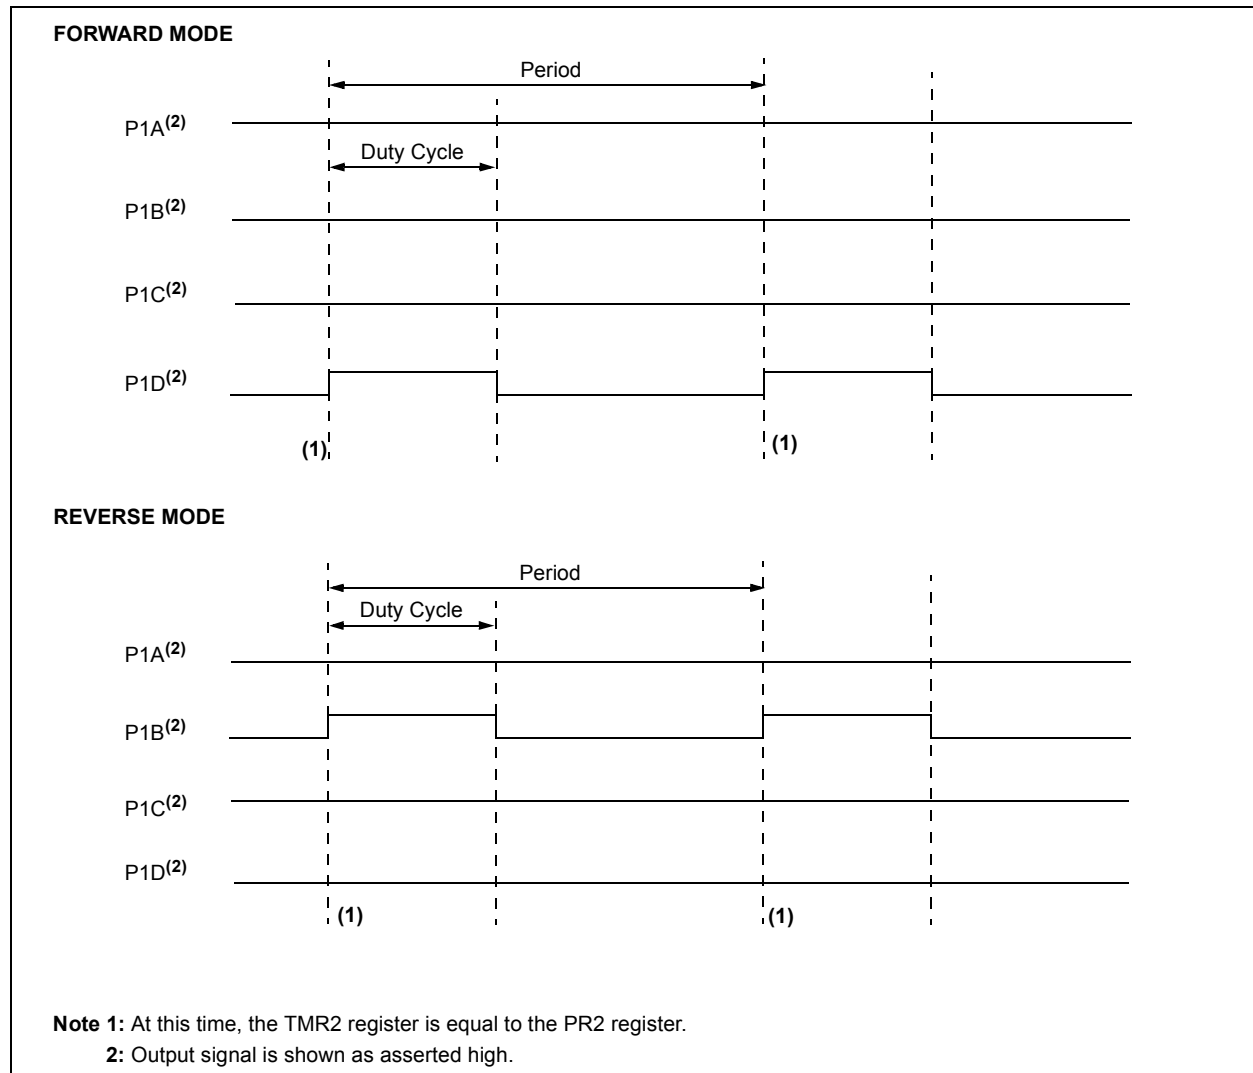 FORWARD MODE
Period
P1A(2)
Duty Cycle
P1B(2)
P1C(2)
P1D(2)
(1)
(1)
REVERSE MODE
Period
Duty Cycle
P1A(2)
P1B(2)
P1C(2)
P1D(2)
(1)
(1)
Note 1: At this time, the TMR2 register is equal to the PR2 register.
2: Output signal is shown as asserted high.